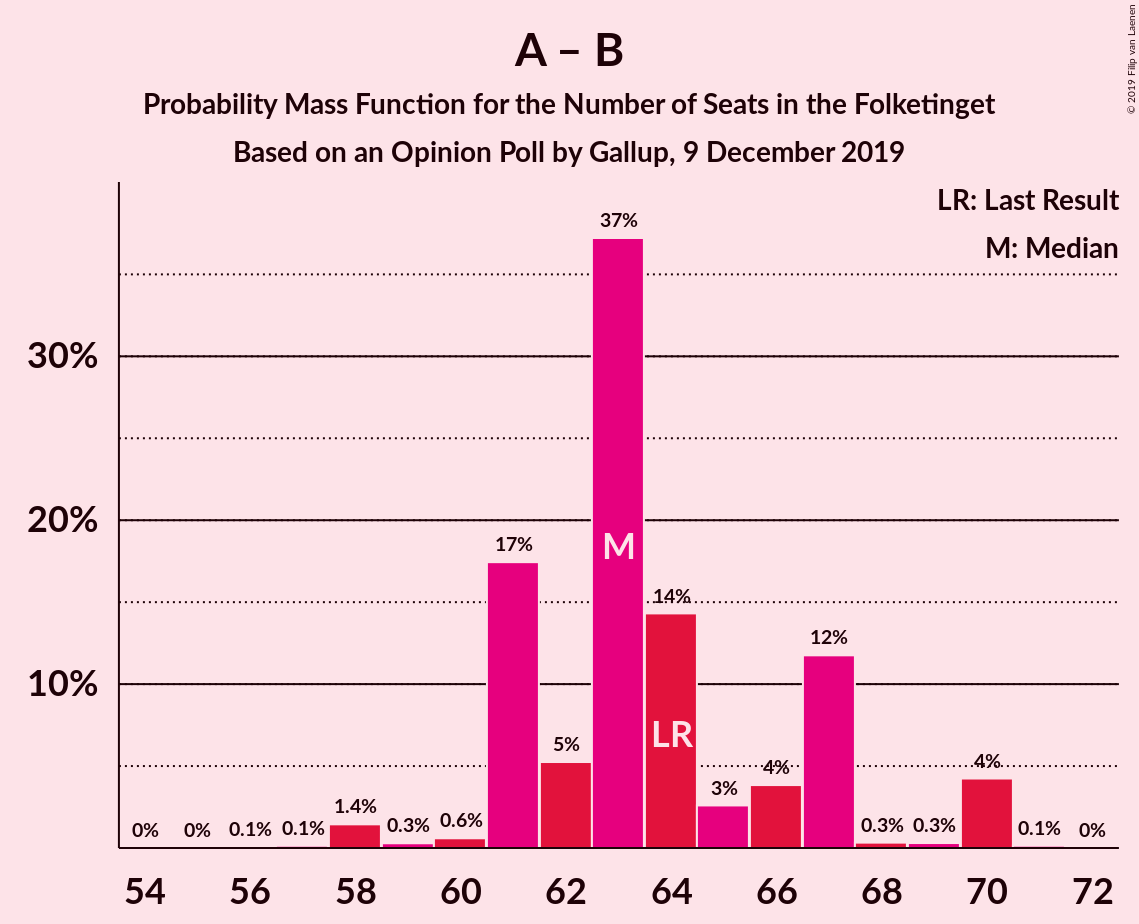 A – B
Probability Mass Function for the Number of Seats in the Folketinget
Based on an Opinion Poll by Gallup, 9 December 2019
© 2019 Filip van Laenen
LR: Last Result
M: Median
30%
20%
10%
0%
0%
0.1%
0.1%
1.4%
0.3%
0.6%
17%
5%
37%
M
14%
LR
3%
4%
12%
0.3%
0.3%
4%
0.1%
0%
54 56 58 60 62 64 66 68 70 72